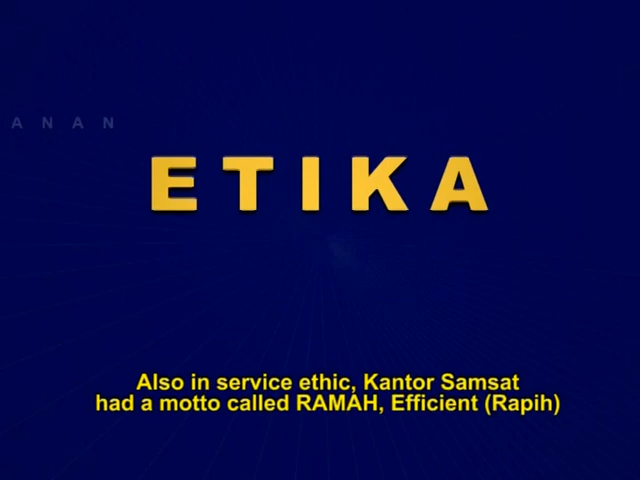 A N A N
ETIKA
Also in service ethic, Kantor Samsat
had a motto called RAMAH, Efficient (Rapih)